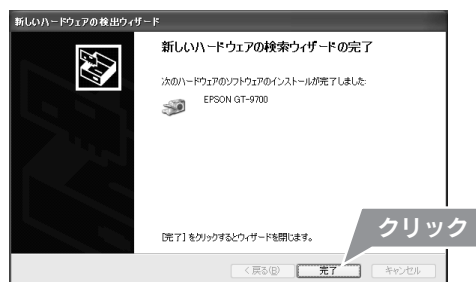 新しいハードウェアの検出ウィザード
新しいハードウェアの検索ウィザードの完了
次のハードウェアのソフトウェアのインストールが完了しました:
EPSON GT-9700
[完了] をクリックするとウィザードを閉じます。
クリック
< 戻る(B)
完了
キャンセル